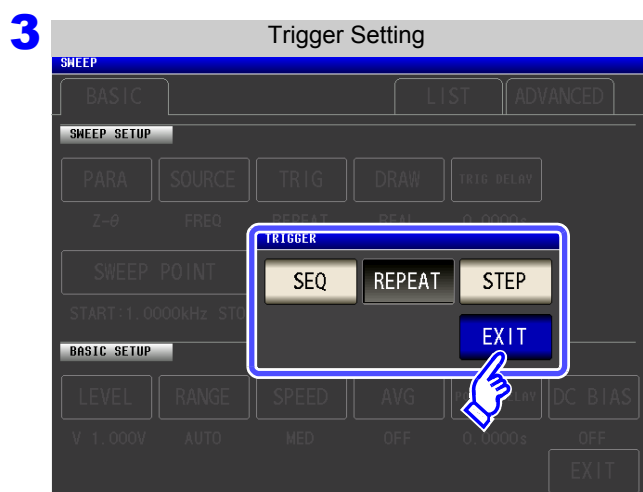 3
Trigger Setting
SWEEP
BASIC LIST ADVANCED
SWEEP SETUP
PARA SOURCE TRIG DRAW TRIG DELAY
Z-θ FREQ REPEAT REAL 0.0000s
TRIGGER
SWEEP POINT
SEQ REPEAT STEP
START:1.0000kHz STO
EXIT
BASIC SETUP
LEVEL RANGE SPEED AVG DC BIAS
V 1.000V AUTO MED OFF 0.0000s OFF
EXIT